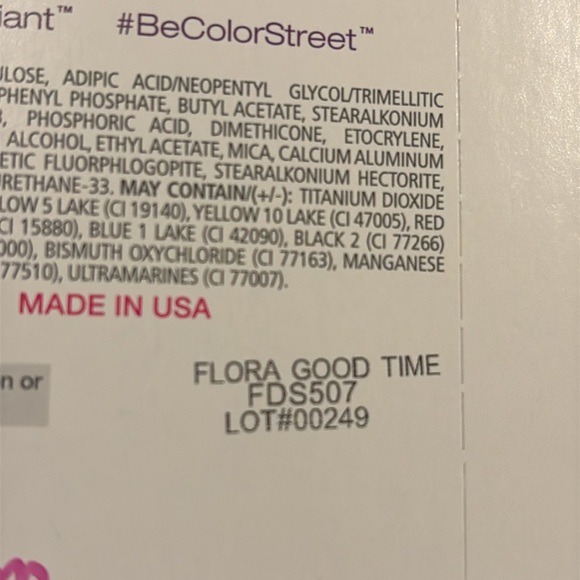 iant™ #BeColorStreet™
ULOSE, ADIPIC ACID/NEOPENTYL GLYCOL/TRIMELLITIC
PHENYL PHOSPHATE, BUTYL ACETATE, STEARALKONIUM
, PHOSPHORIC ACID, DIMETHICONE, ETOCRYLENE,
ALCOHOL, ETHYL ACETATE, MICA, CALCIUM ALUMINUM
ETIC FLUORPHLOGOPITE, STEARALKONIUM HECTORITE,
URETHANE-33. MAY CONTAIN/(+/-): TITANIUM DIOXIDE
LOW 5 LAKE (CI 19140), YELLOW 10 LAKE (CI 47005), RED
CI 15880), BLUE 1 LAKE (CI 42090), BLACK 2 (CI 77266)
000), BISMUTH OXYCHLORIDE (CI 77163), MANGANESE
77510), ULTRAMARINES (CI 77007).
MADE IN USA
n or
FLORA GOOD TIME
FDS507
LOT#00249